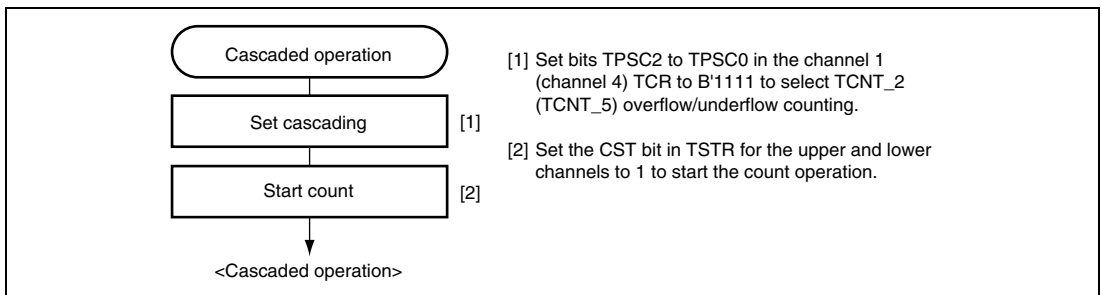 Cascaded operation
Set cascading
[1]
Start count
[2]
<Cascaded operation>
[1] Set bits TPSC2 to TPSC0 in the channel 1
(channel 4) TCR to B'1111 to select TCNT_2
(TCNT_5) overflow/underflow counting.
[2] Set the CST bit in TSTR for the upper and lower
channels to 1 to start the count operation.